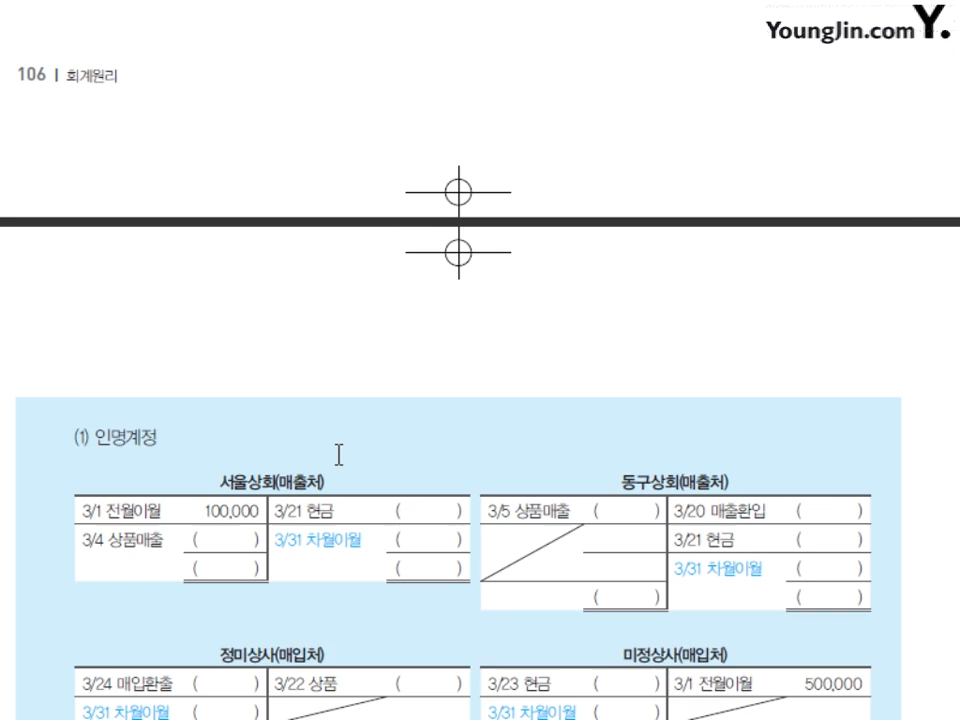 YoungJin.com Y.
106 | 회계원리
(1) 인명계정
서울상회(매출처)
3/1 전월이월 100,000 3/21 현금 ( )
3/4 상품매출 ( ) 3/31 차월이월 ( )
( ) ( )
동구상회(매출처)
3/5 상품매출 ( ) 3/20 매출환입 ( )
3/21 현금 ( )
3/31 차월이월 ( )
( ) ( )
정미상사(매입처)
3/24 매입환출 ( ) 3/22 상품 ( )
3/31 차월이월 (
미정상사(매입처)
3/23 현금 ( ) 3/1 전월이월 500,000
3/31 차월이월 ( )